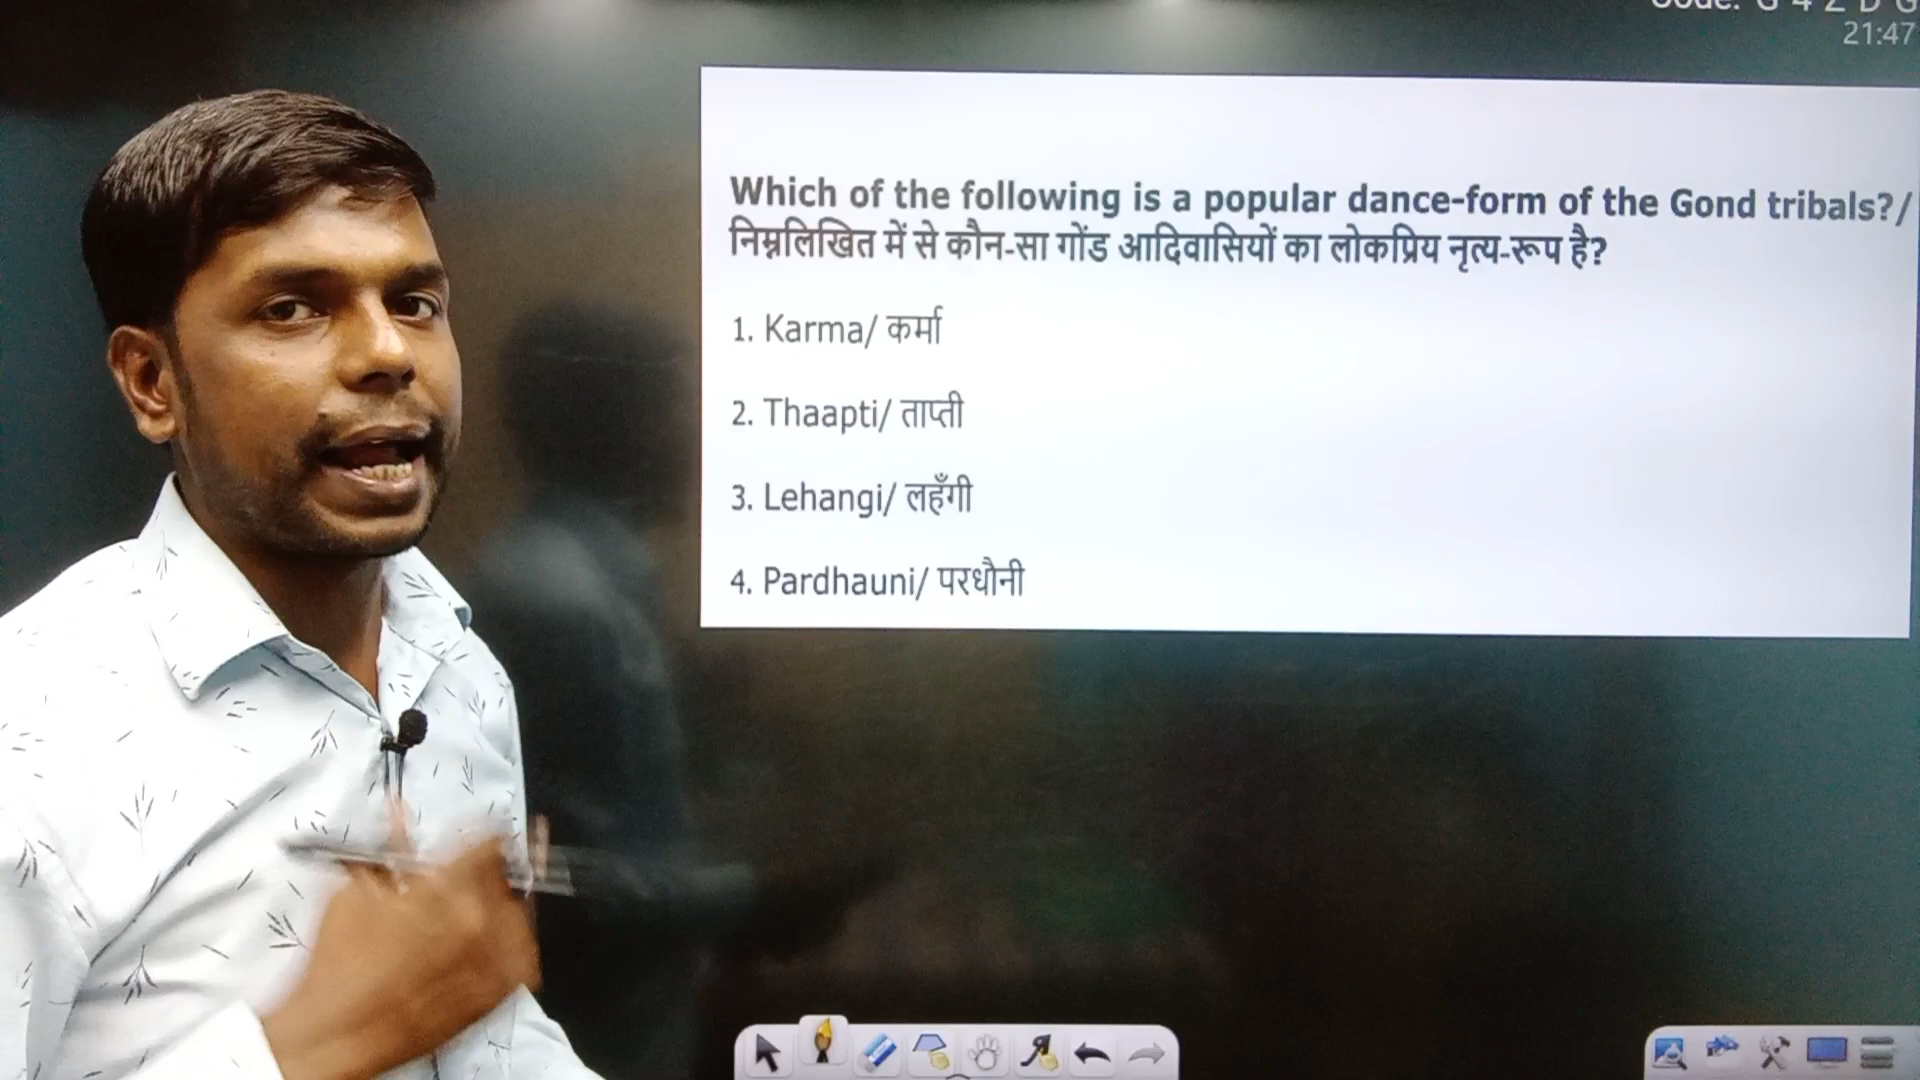 21:47
Which of the following is a popular dance-form of the Gond tribals?/
निम्नलिखित में से कौन-सा गोंड आदिवासियों का लोकप्रिय नृत्य-रूप है?
1. Karma/ कर्मा
2. Thaapti/ ताप्ती
3. Lehangi/ लहँगी
4. Pardhauni/ परधौनी